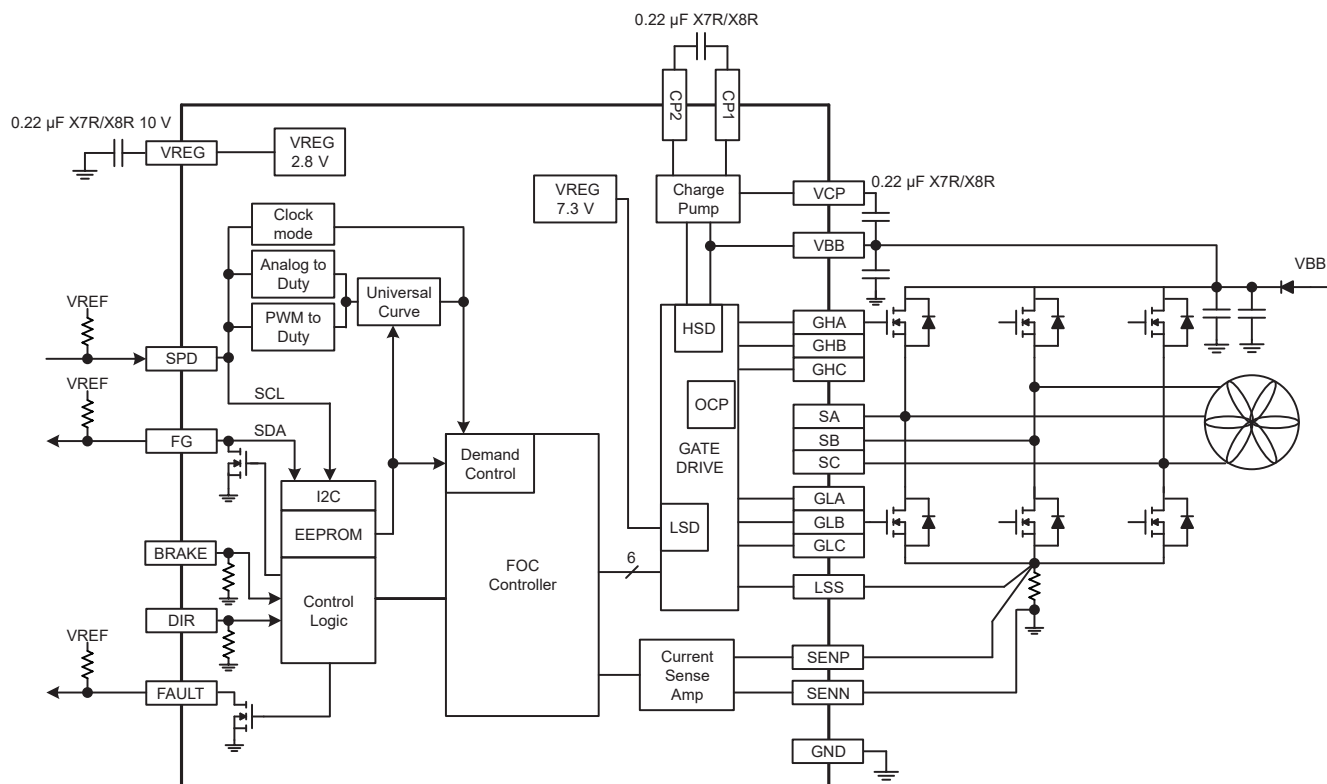 0.22 µF X7R/X8R
CP2
CP1
0.22 µF X7R/X8R 10 V
VREG
VREG
2.8 V
VREG
7.3 V
Charge
Pump
VCP
0.22 µF X7R/X8R
VBB
VBB
Clock
mode
Analog to
Duty
PWM to
Duty
Universal
Curve
VREF
SPD
VREF
FG
SCL
SDA
I2C
EEPROM
Control
Logic
BRAKE
DIR
VREF
FAULT
Demand
Control
FOC
Controller
6
HSD
OCP
GATE
DRIVE
LSD
GHA
GHB
GHC
SA
SB
SC
GLA
GLB
GLC
LSS
Current
Sense
Amp
SENP
SENN
GND